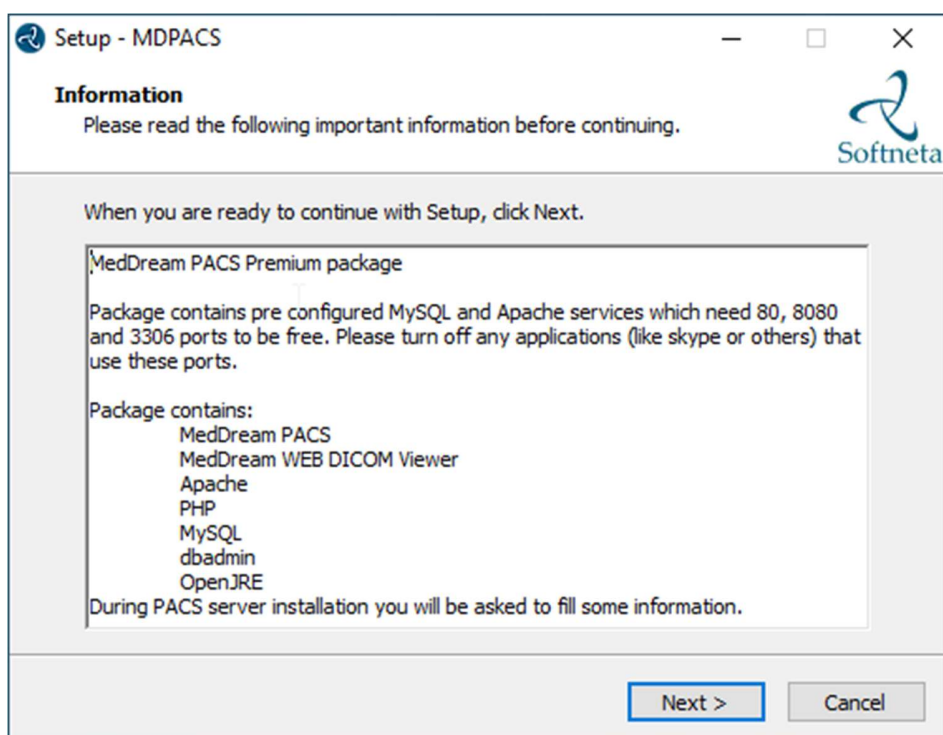 Setup - MDPACS
Information
Please read the following important information before continuing.
Softneta
When you are ready to continue with Setup, click Next.
MedDream PACS Premium package
Package contains pre configured MySQL and Apache services which need 80, 8080
and 3306 ports to be free. Please turn off any applications (like skype or others) that
use these ports.
Package contains:
MedDream PACS
MedDream WEB DICOM Viewer
Apache
PHP
MySQL
dbadmin
OpenJRE
During PACS server installation you will be asked to fill some information.
Next >
Cancel